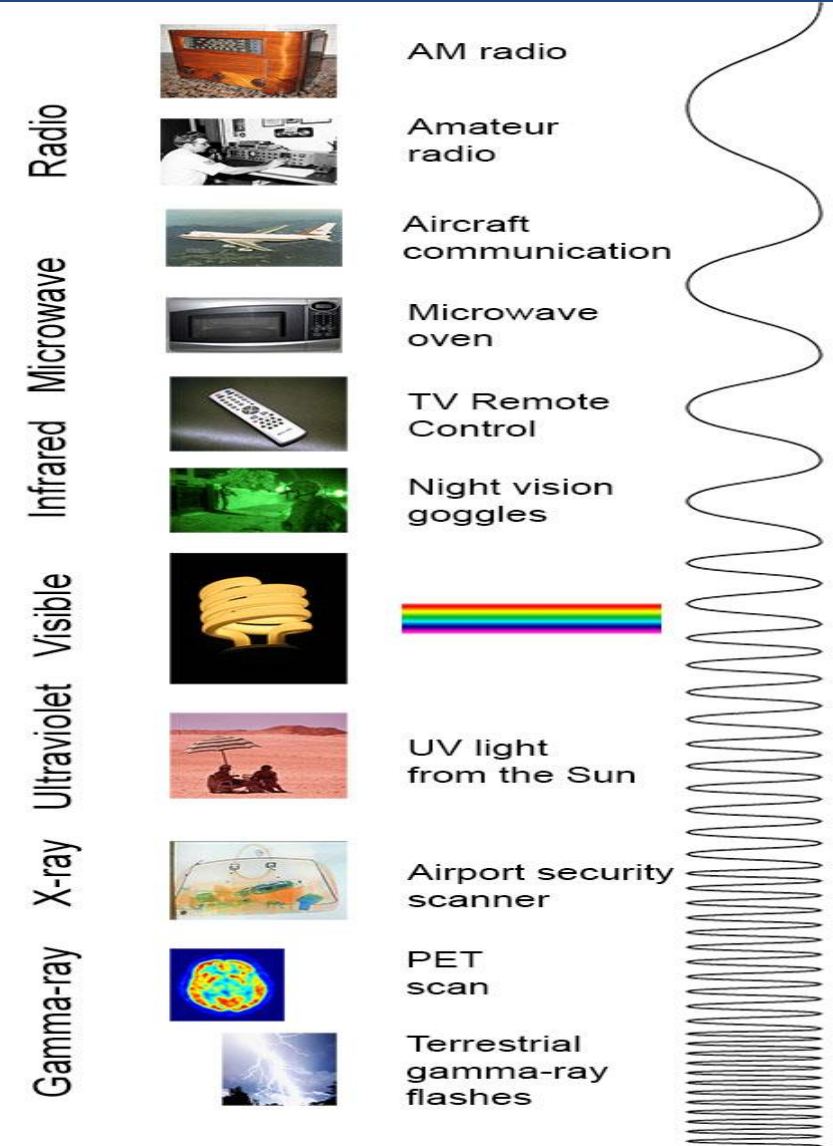 Radio
AM radio
Amateur
radio
Aircraft
communication
Microwave
Microwave
oven
Infrared
TV Remote
Control
Night vision
goggles
Visible
Ultraviolet
UV light
from the Sun
X-ray
Airport security
scanner
Gamma-ray
PET
scan
Terrestrial
gamma-ray
flashes